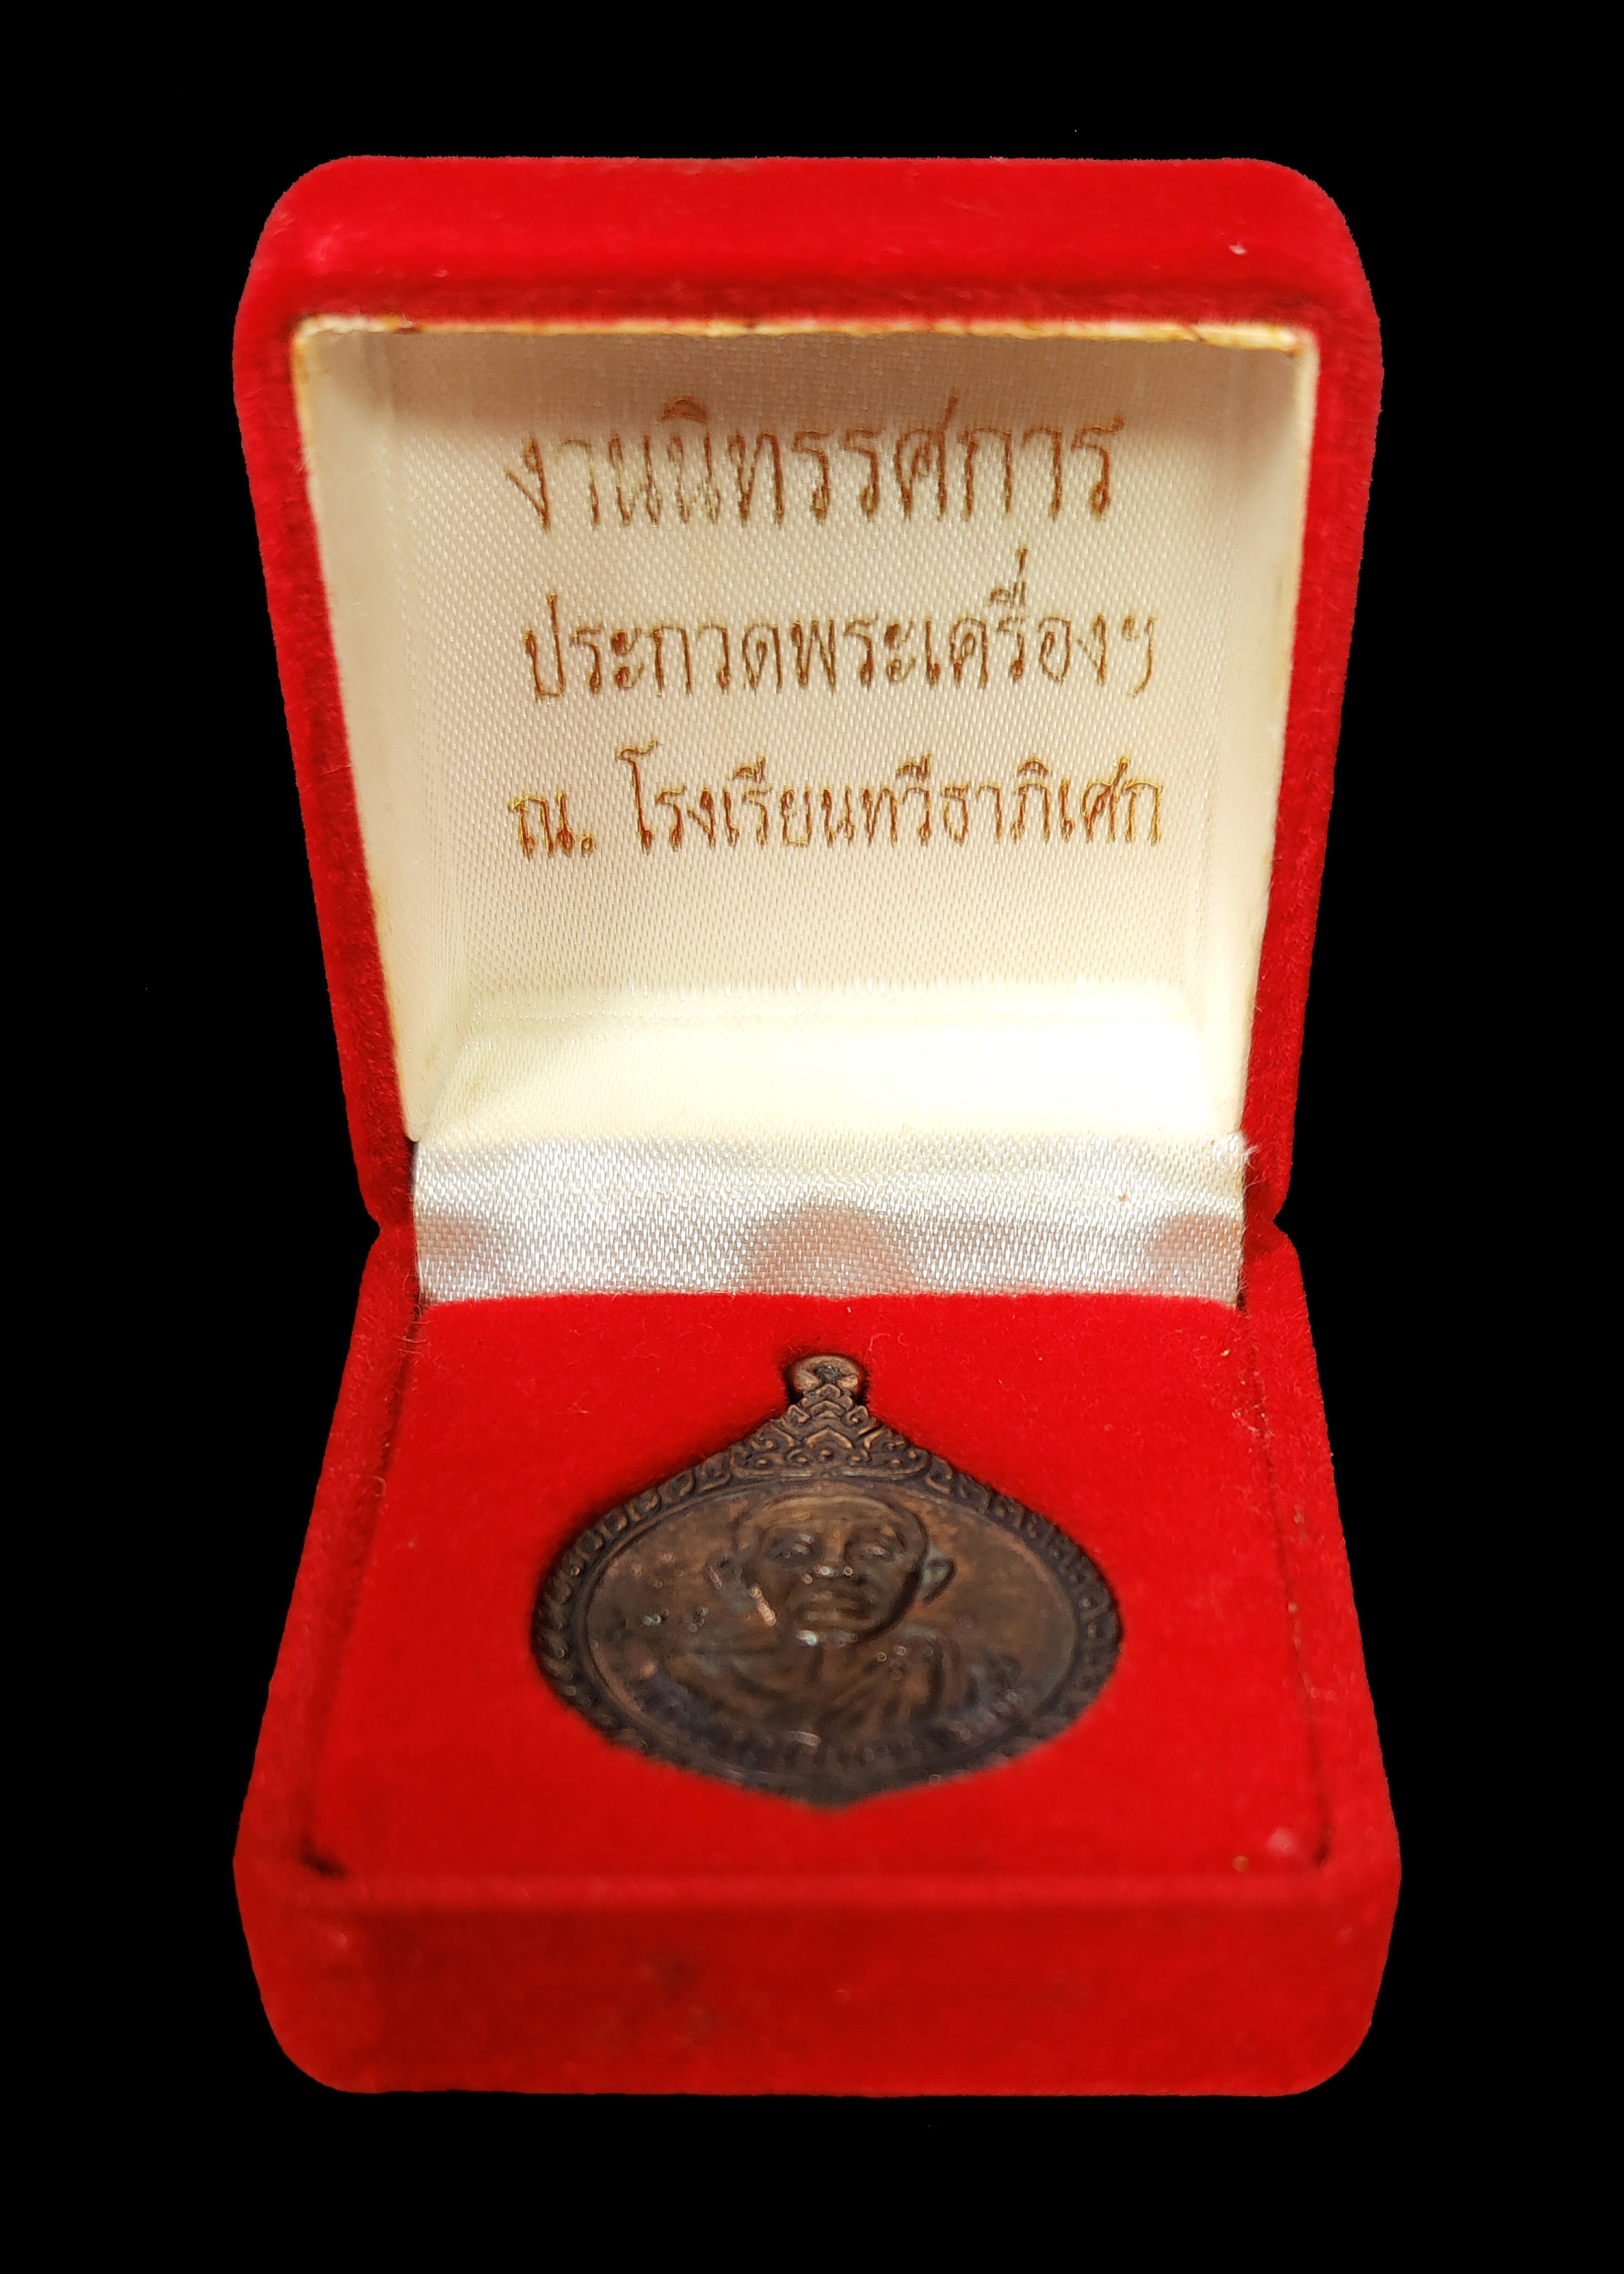 งานนิทรรศการ
ประกวดพระเครื่องฯ
ณ. โรงเรียนทวีธาภิเศก